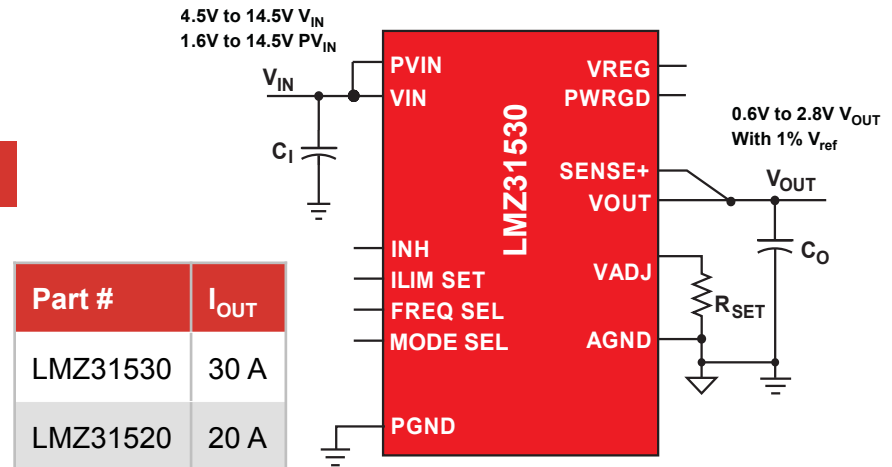 4.5V to 14.5V VIN
1.6V to 14.5V PVIN
VIN
CI
PVIN
VIN
INH
ILIM SET
FREQ SEL
MODE SEL
PGND
LMZ31530
VREG
PWRGD
SENSE+
VOUT
VADJ
AGND
0.6V to 2.8V VOUT
With 1% Vref
VOUT
CO
RSET
Part # IOUT
LMZ31530 30 A
LMZ31520 20 A